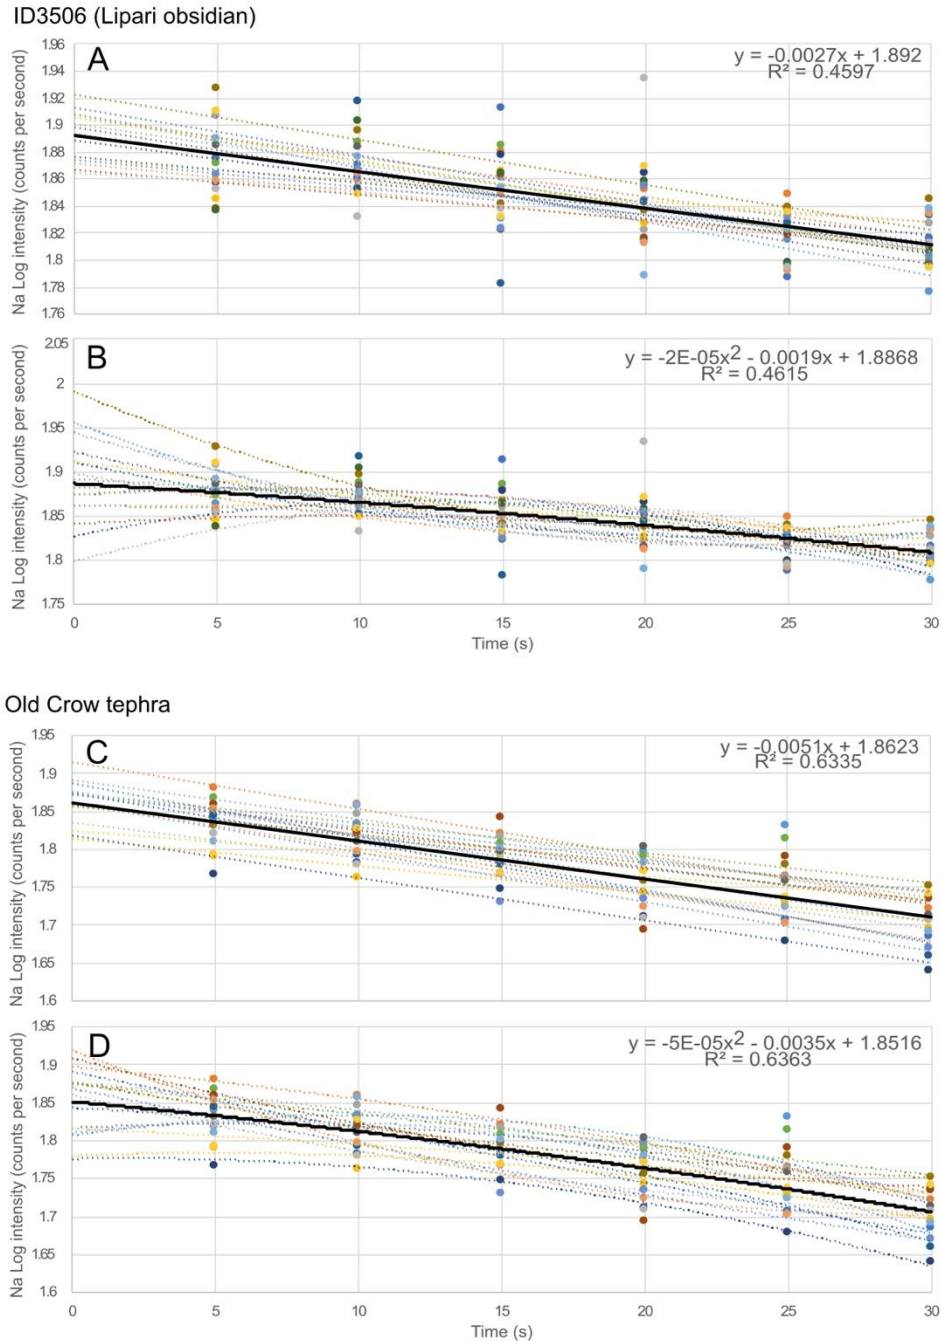 ID3506 (Lipari obsidian)
A
y = -0.0027x + 1.892
R² = 0.4597
Na Log intensity (counts per second)
1.96
1.94
1.92
1.9
1.88
1.86
1.84
1.82
1.8
1.78
1.76
B
y = -2E-05x² - 0.0019x + 1.8868
R² = 0.4615
Na Log intensity (counts per second)
2.05
2
1.95
1.9
1.85
1.8
1.75
0 5 10 15 20 25 30
Time (s)
Old Crow tephra
C
y = -0.0051x + 1.8623
R² = 0.6335
Na Log intensity (counts per second)
1.95
1.9
1.85
1.8
1.75
1.7
1.65
1.6
D
y = -5E-05x² - 0.0035x + 1.8516
R² = 0.6363
Na Log intensity (counts per second)
1.95
1.9
1.85
1.8
1.75
1.7
1.65
1.6
0 5 10 15 20 25 30
Time (s)